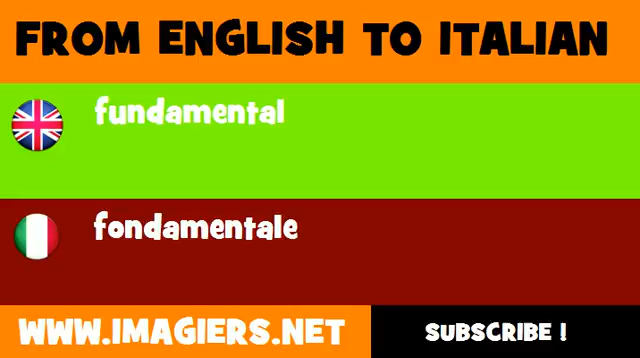 FROM ENGLISH TO ITALIAN
fundamental
fondamentale
WWW.IMAGIERS.NET
SUBSCRIBE !